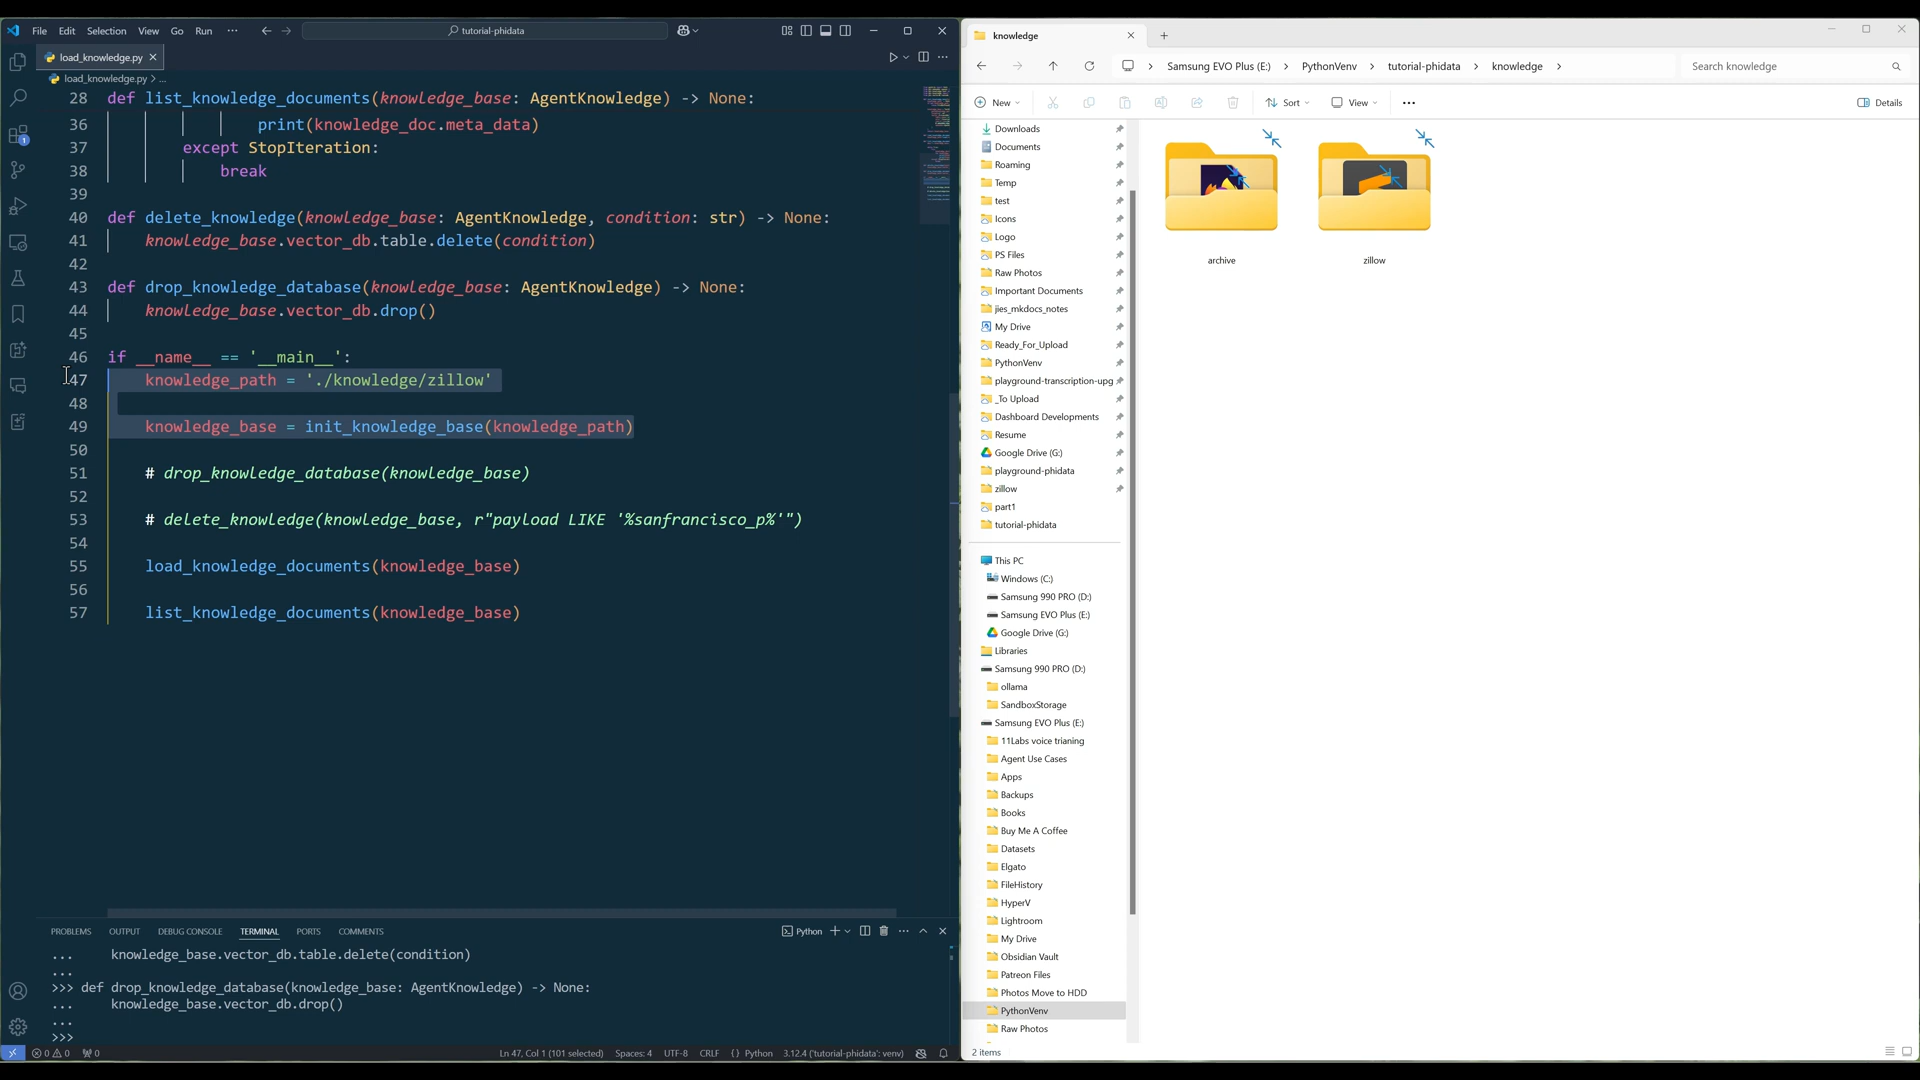 File Edit Selection View Go Run ··· tutorial-phidata
load_knowledge.py
load_knowledge.py > ...
28 def list_knowledge_documents(knowledge_base: AgentKnowledge) -> None:
36 print(knowledge_doc.meta_data)
37 except StopIteration:
38 break
39
40 def delete_knowledge(knowledge_base: AgentKnowledge, condition: str) -> None:
41 knowledge_base.vector_db.table.delete(condition)
42
43 def drop_knowledge_database(knowledge_base: AgentKnowledge) -> None:
44 knowledge_base.vector_db.drop()
45
46 if __name__ == '__main__':
47 knowledge_path = './knowledge/zillow'
48
49 knowledge_base = init_knowledge_base(knowledge_path)
50
51 # drop_knowledge_database(knowledge_base)
52
53 # delete_knowledge(knowledge_base, r"payload LIKE '%sanfrancisco_p%'")
54
55 load_knowledge_documents(knowledge_base)
56
57 list_knowledge_documents(knowledge_base)
PROBLEMS OUTPUT DEBUG CONSOLE TERMINAL PORTS COMMENTS Python
... knowledge_base.vector_db.table.delete(condition)
...
>>> def drop_knowledge_database(knowledge_base: AgentKnowledge) -> None:
... knowledge_base.vector_db.drop()
...
>>>
0 0 0 Ln 47, Col 1 (101 selected) Spaces: 4 UTF-8 CRLF {} Python 3.12.4 ('tutorial-phidata': venv)
knowledge
Samsung EVO Plus (E:) > PythonVenv > tutorial-phidata > knowledge > Search knowledge
New Sort View ··· Details
Downloads
Documents
Roaming
Temp
test
Icons
Logo
PS Files
Raw Photos
Important Documents
jies_mkdocs_notes
My Drive
Ready_For_Upload
PythonVenv
playground-transcription-upg
_To Upload
Dashboard Developments
Resume
Google Drive (G:)
playground-phidata
zillow
part1
tutorial-phidata
This PC
Windows (C:)
Samsung 990 PRO (D:)
Samsung EVO Plus (E:)
Google Drive (G:)
Libraries
Samsung 990 PRO (D:)
ollama
SandboxStorage
Samsung EVO Plus (E:)
11Labs voice trianing
Agent Use Cases
Apps
Backups
Books
Buy Me A Coffee
Datasets
Elgato
FileHistory
HyperV
Lightroom
My Drive
Obsidian Vault
Patreon Files
Photos Move to HDD
PythonVenv
Raw Photos
archive
zillow
2 items